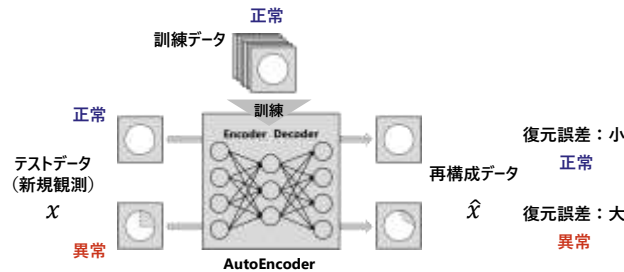 正常
訓練データ
訓練
正常
Encoder Decoder
復元誤差：小
正常
テストデータ
（新規観測）
x
再構成データ
x̂
復元誤差：大
異常
異常
AutoEncoder